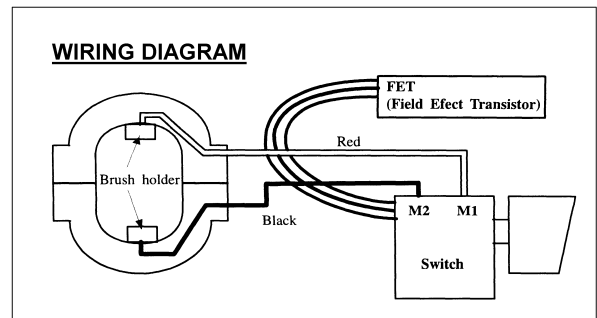 WIRING DIAGRAM
FET
(Field Efect Transistor)
Red
Brush holder
Black
M2 M1
Switch